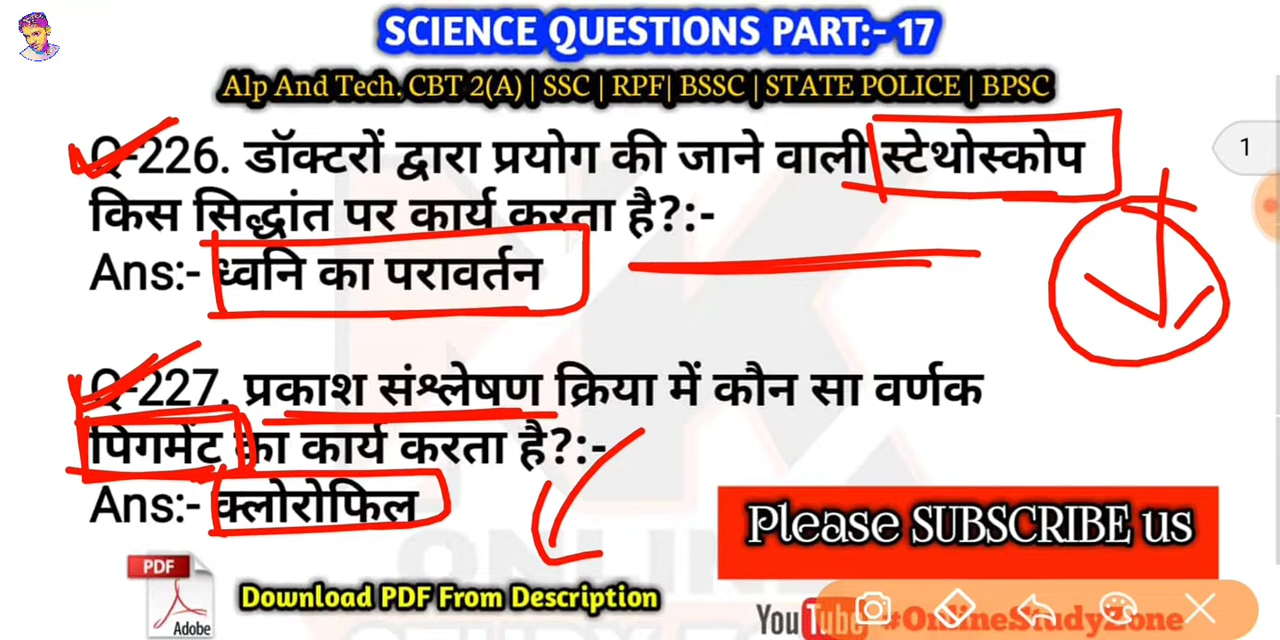 SCIENCE QUESTIONS PART:- 17
Alp And Tech. CBT 2(A) | SSC | RPF| BSSC | STATE POLICE | BPSC
Q-226. डॉक्टरों द्वारा प्रयोग की जाने वाली स्टेथोस्कोप
1
किस सिद्धांत पर कार्य करता है?:-
Ans:- ध्वनि का परावर्तन
Q-227. प्रकाश संश्लेषण क्रिया में कौन सा वर्णक
पिगमेंट का कार्य करता है?:-
Ans:- क्लोरोफिल
Please SUBSCRIBE us
PDF
Adobe
Download PDF From Description
YouTube #OnlineStudyZone
ONLINE